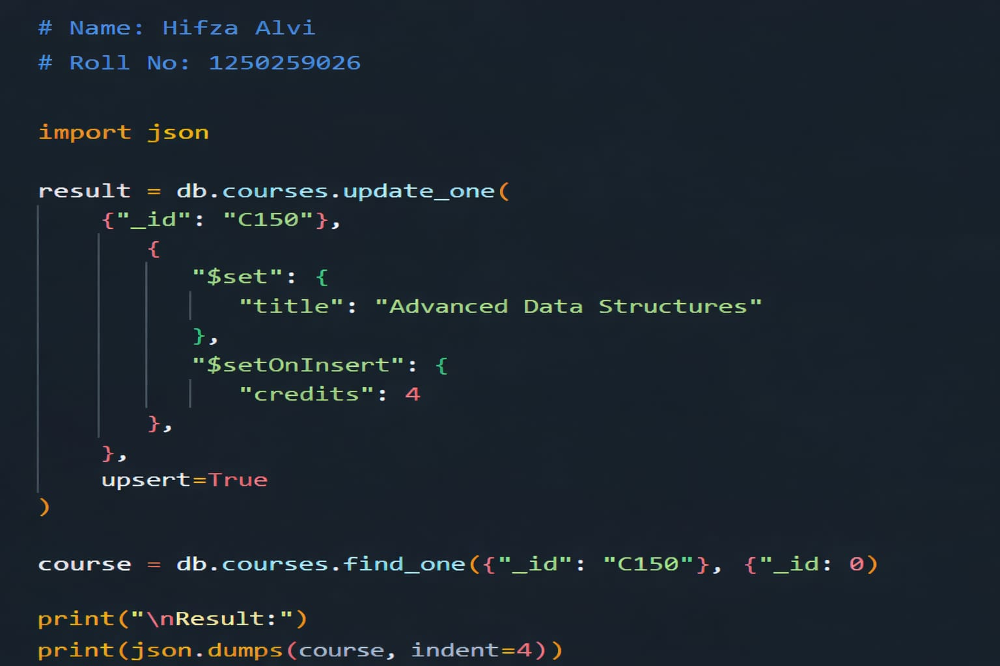 # Name: Hifza Alvi
# Roll No: 1250259026
import json
result = db.courses.update_one(
{"_id": "C150"},
{
"$set": {
"title": "Advanced Data Structures"
},
"$setOnInsert": {
"credits": 4
},
},
upsert=True
)
course = db.courses.find_one({"_id": "C150"}, {"_id: 0)
print("\nResult:")
print(json.dumps(course, indent=4))